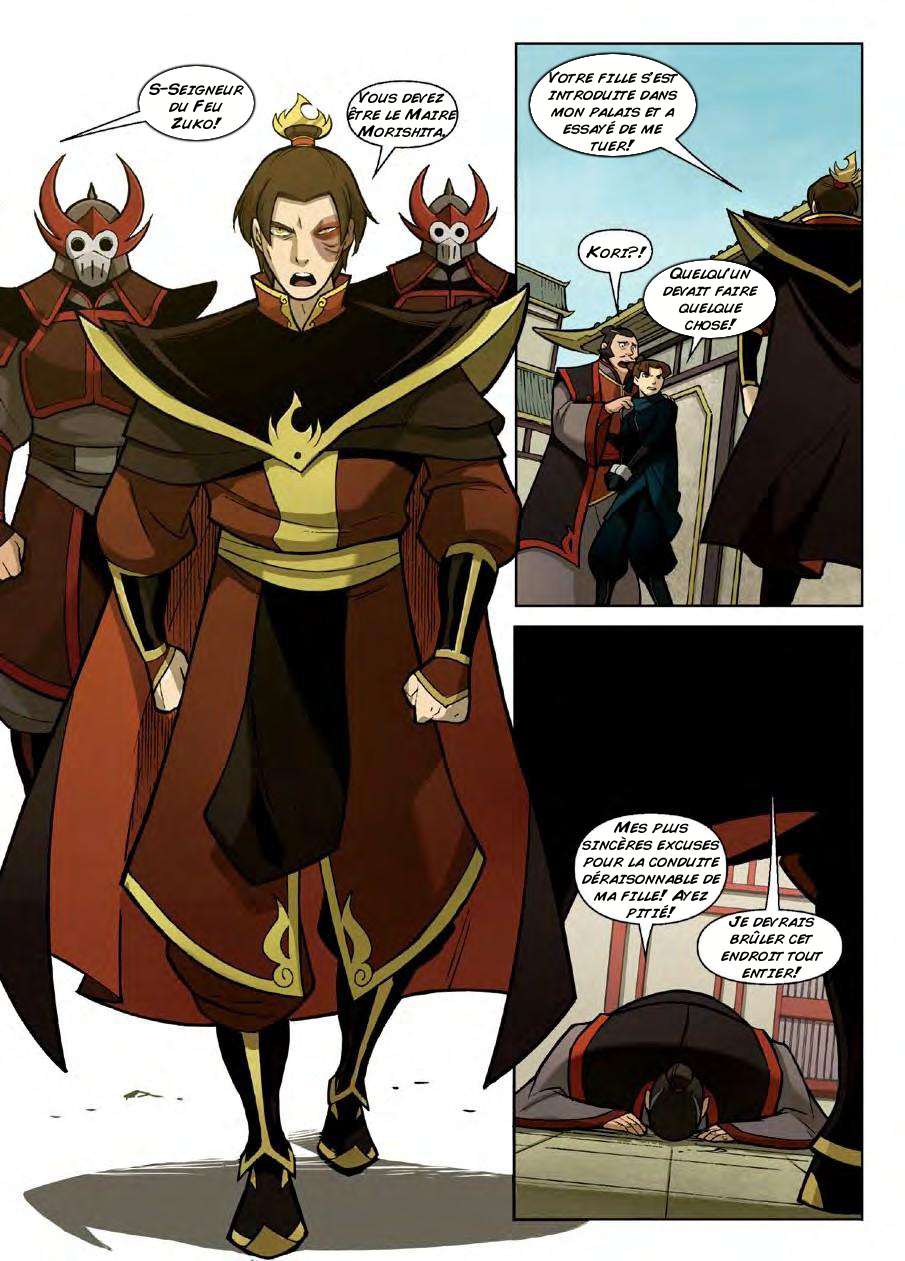 S-SEIGNEUR
DU FEU
ZUKO!
VOUS DEVEZ
ÊTRE LE MAIRE
MORISHITA.
VOTRE FILLE S'EST
INTRODUITE DANS
MON PALAIS ET A
ESSAYÉ DE ME
TUER!
KORI?!
QUELQU'UN
DEVAIT FAIRE
QUELQUE
CHOSE!
MES PLUS
SINCÈRES EXCUSES
POUR LA CONDUITE
DÉRAISONNABLE DE
MA FILLE! AYEZ
PITIÉ!
JE DEVRAIS
BRÛLER CET
ENDROIT TOUT
ENTIER!